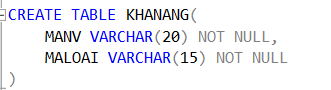 CREATE TABLE KHANANG(
    MANV VARCHAR(20) NOT NULL,
    MALOAI VARCHAR(15) NOT NULL
)